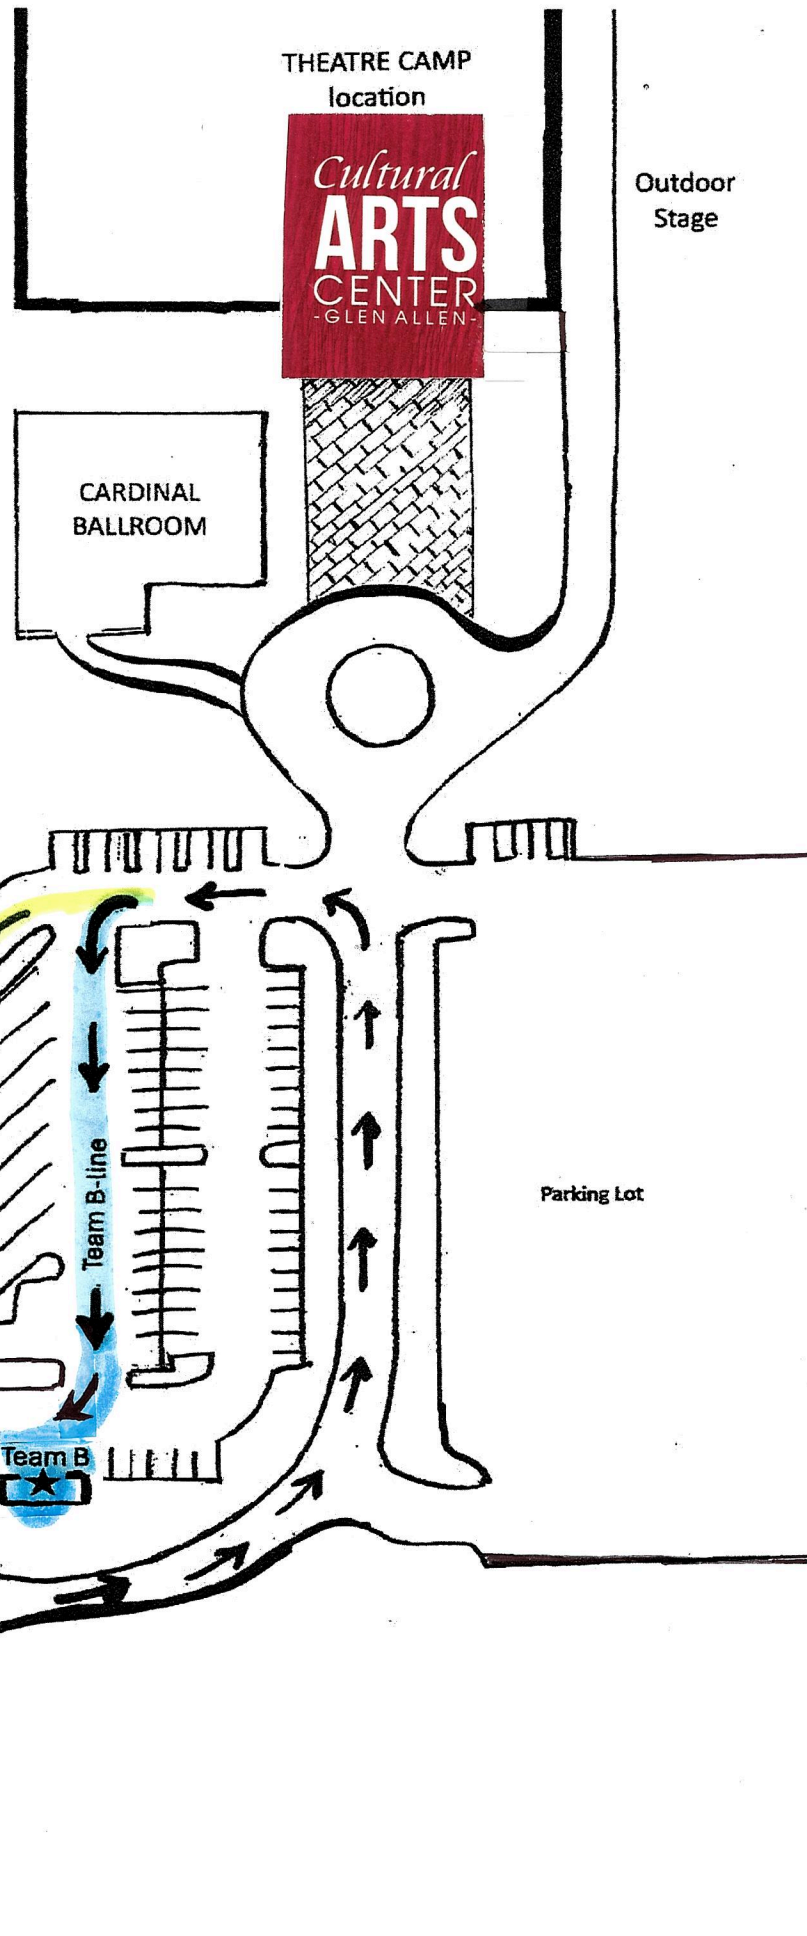 THEATRE CAMP
location
Cultural
ARTS
CENTER
-GLEN ALLEN-
Outdoor
Stage
CARDINAL
BALLROOM
Team B-line
Parking Lot
Team B